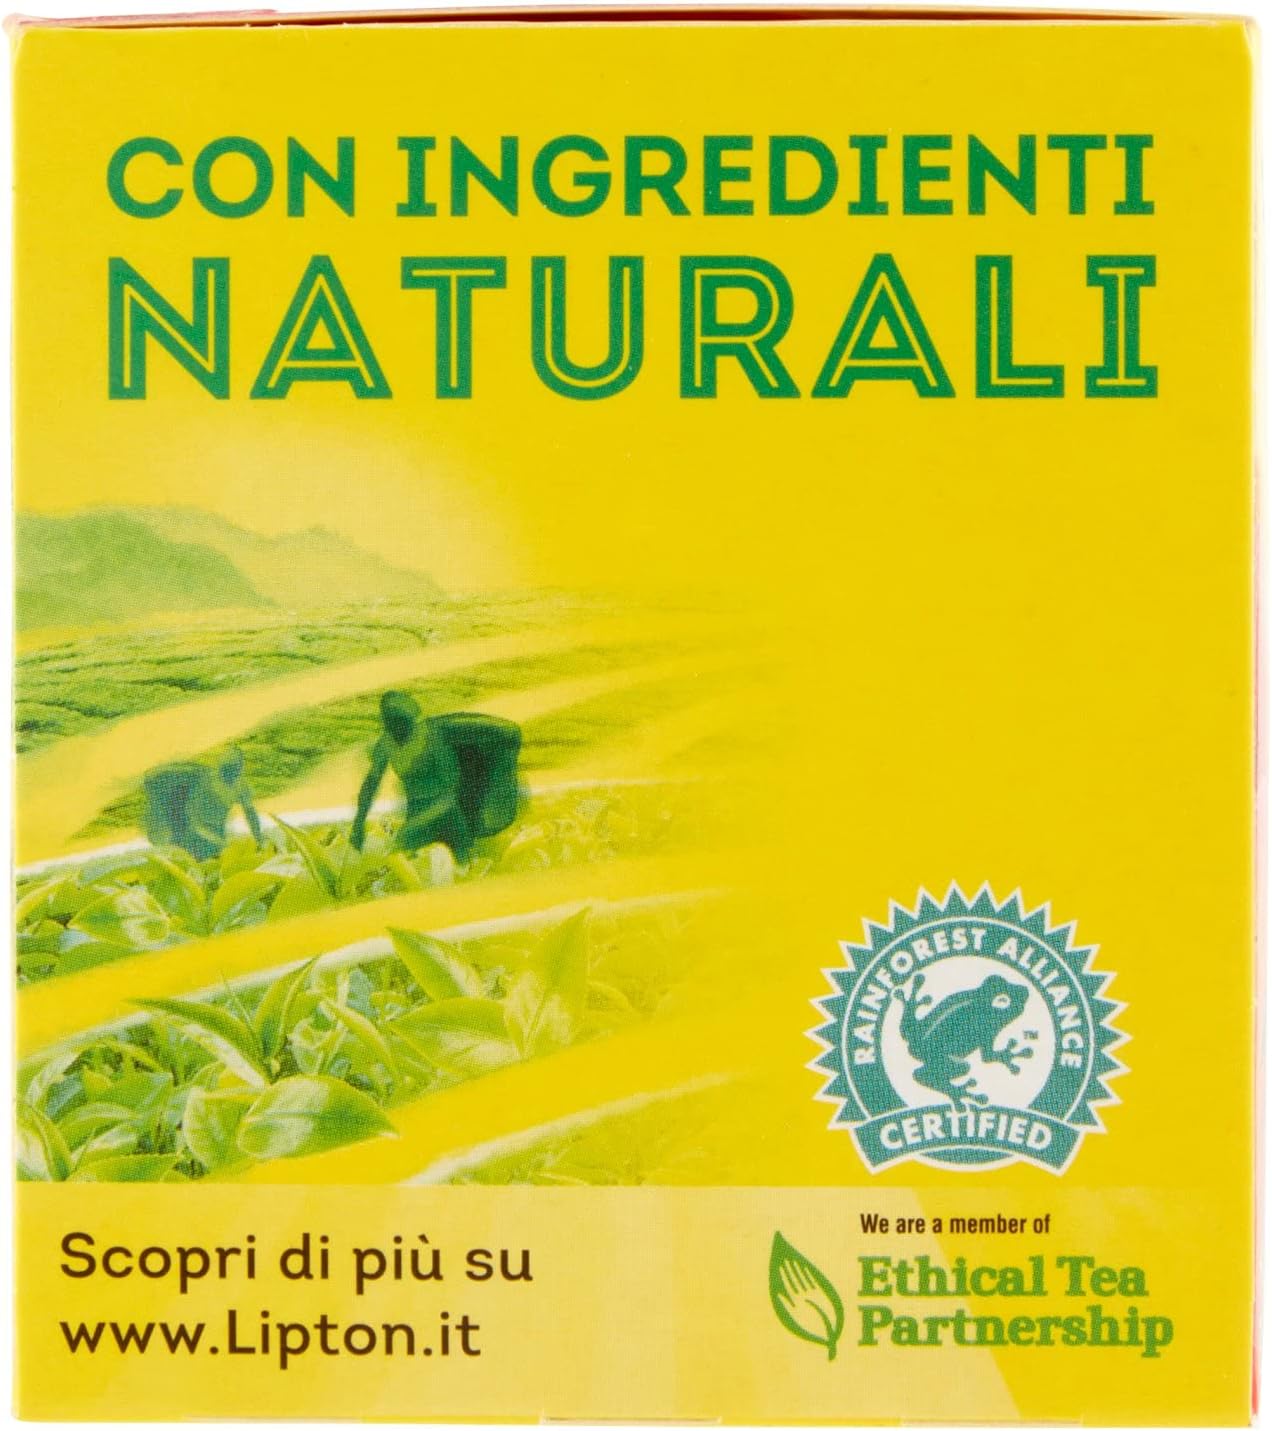 CON INGREDIENTI
NATURALI
RAINFOREST ALLIANCE
TM
CERTIFIED
Scopri di più su
www.Lipton.it
We are a member of
Ethical Tea
Partnership